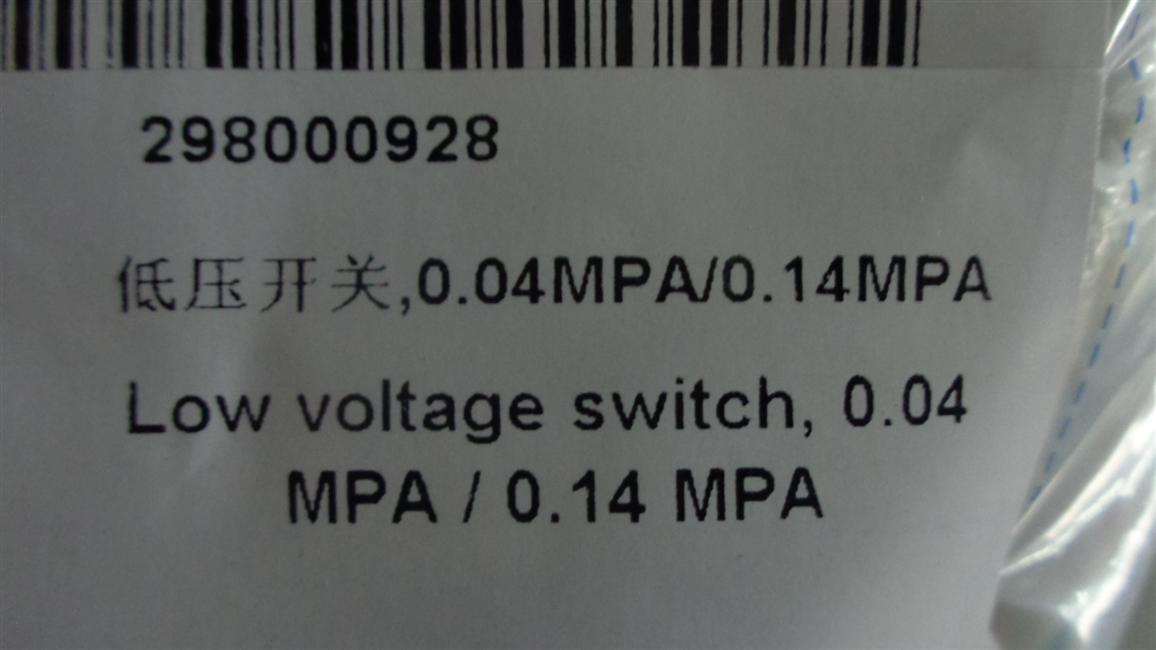 298000928
低压开关,0.04MPA/0.14MPA
Low voltage switch, 0.04
MPA / 0.14 MPA